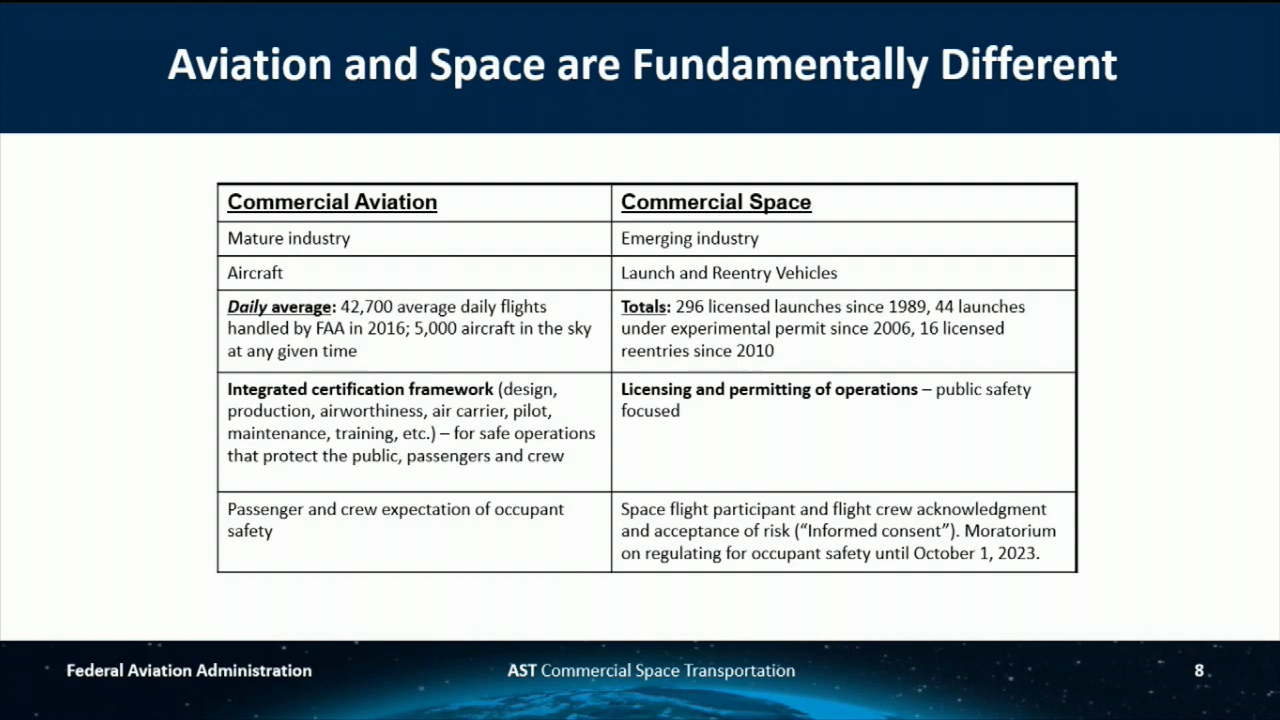 Aviation and Space are Fundamentally Different
Commercial Aviation
Commercial Space
Mature industry
Emerging industry
Aircraft
Launch and Reentry Vehicles
Daily average: 42,700 average daily flights
handled by FAA in 2016; 5,000 aircraft in the sky
at any given time
Totals: 296 licensed launches since 1989, 44 launches
under experimental permit since 2006, 16 licensed
reentries since 2010
Integrated certification framework (design,
production, airworthiness, air carrier, pilot,
maintenance, training, etc.) – for safe operations
that protect the public, passengers and crew
Licensing and permitting of operations – public safety
focused
Passenger and crew expectation of occupant
safety
Space flight participant and flight crew acknowledgment
and acceptance of risk (“Informed consent”). Moratorium
on regulating for occupant safety until October 1, 2023.
Federal Aviation Administration
AST Commercial Space Transportation
8